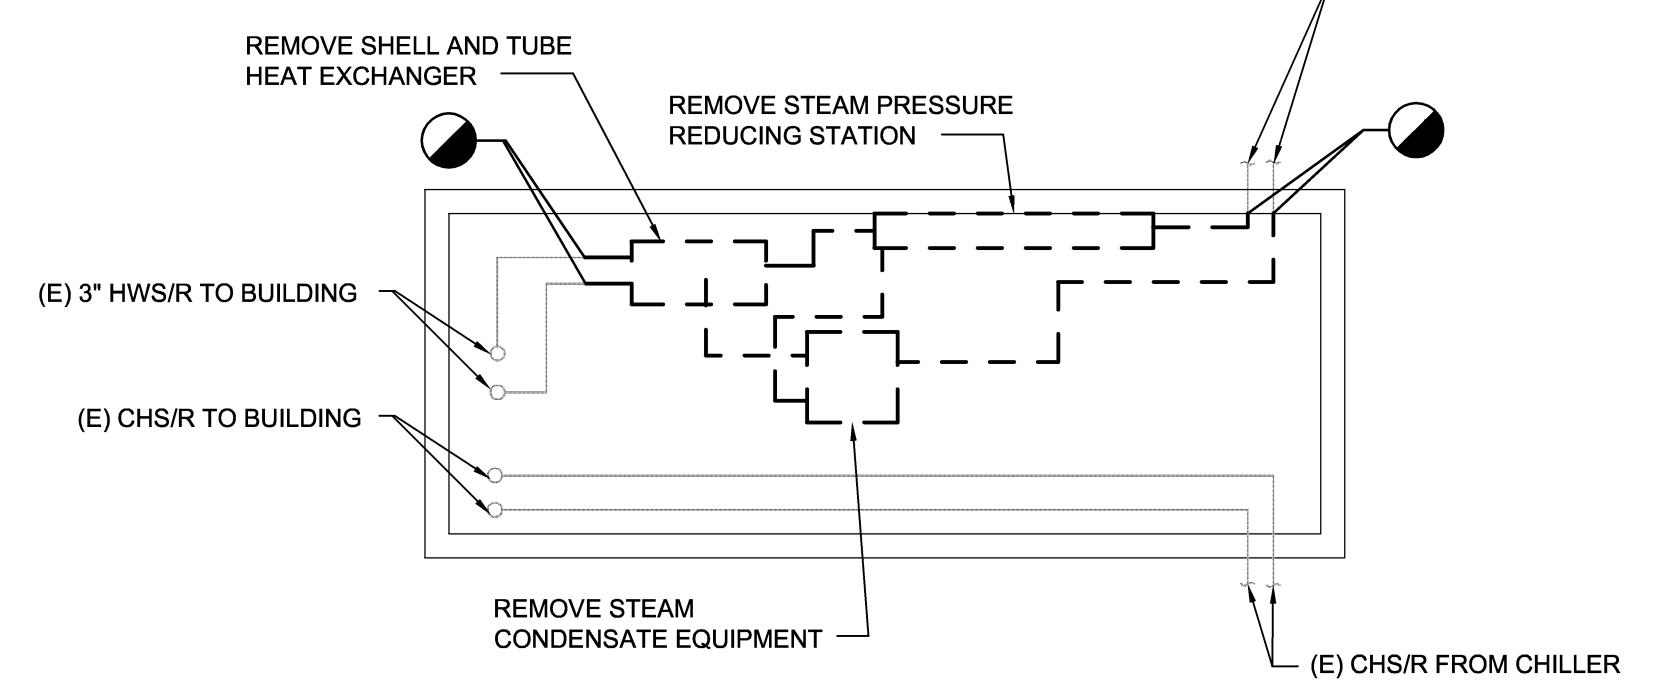 REMOVE SHELL AND TUBE
HEAT EXCHANGER
REMOVE STEAM PRESSURE
REDUCING STATION
(E) 3" HWS/R TO BUILDING
(E) CHS/R TO BUILDING
REMOVE STEAM
CONDENSATE EQUIPMENT
(E) CHS/R FROM CHILLER